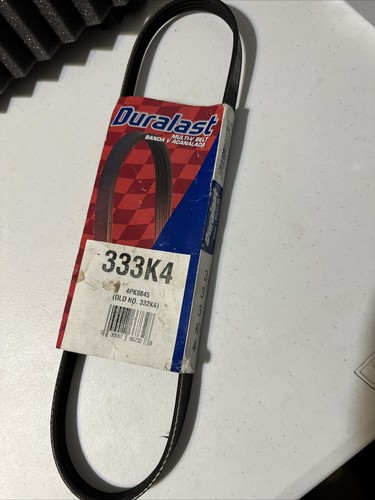 Duralast
MULTI-V BELT
BANDA V ACANALADA
333K4
4PK0845
(OLD NO. 332K4)